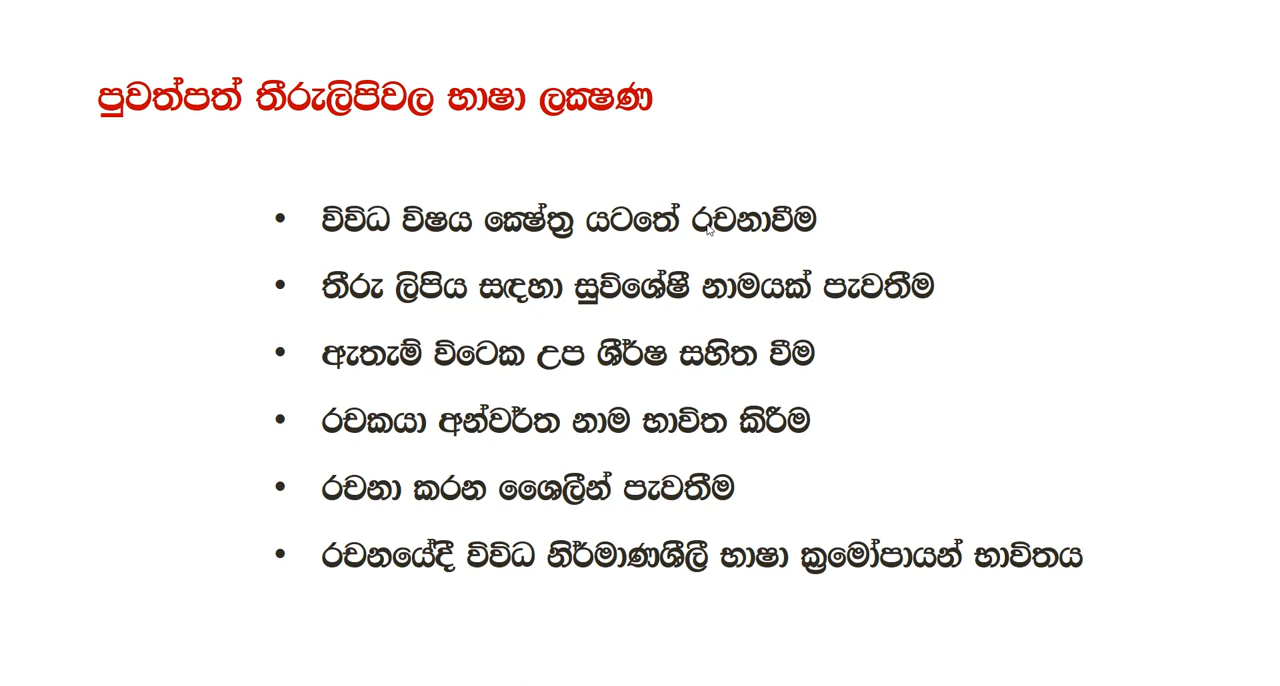 පුවත්පත් තීරුලිපිවල භාෂා ලක්ෂණ
• විවිධ විෂය ක්ෂේත්‍ර යටතේ රචනාවීම
• තීරු ලිපිය සඳහා සුවිශේෂී නාමයක් පැවතීම
• ඇතැම් විටෙක උප ශීර්ෂ සහිත වීම
• රචකයා අන්වර්ත නාම භාවිත කිරීම
• රචනා කරන ශෛලීන් පැවතීම
• රචනයේදී විවිධ නිර්මාණශීලී භාෂා ක්‍රමෝපායන් භාවිතය